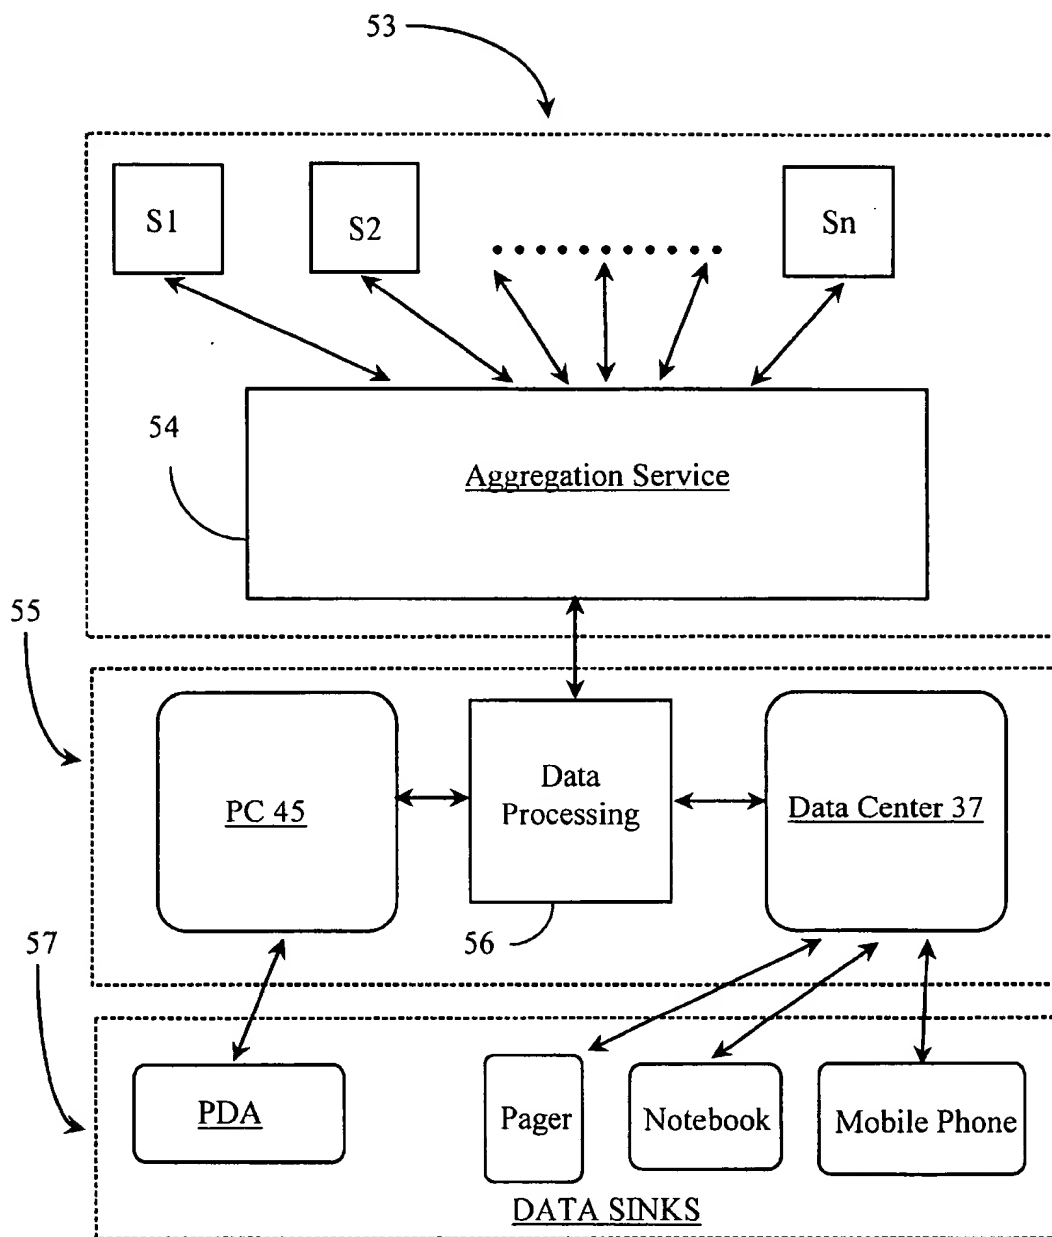 53
S1
S2
Sn
54
Aggregation Service
55
PC 45
Data
Processing
Data Center 37
56
57
PDA
Pager
Notebook
Mobile Phone
DATA SINKS